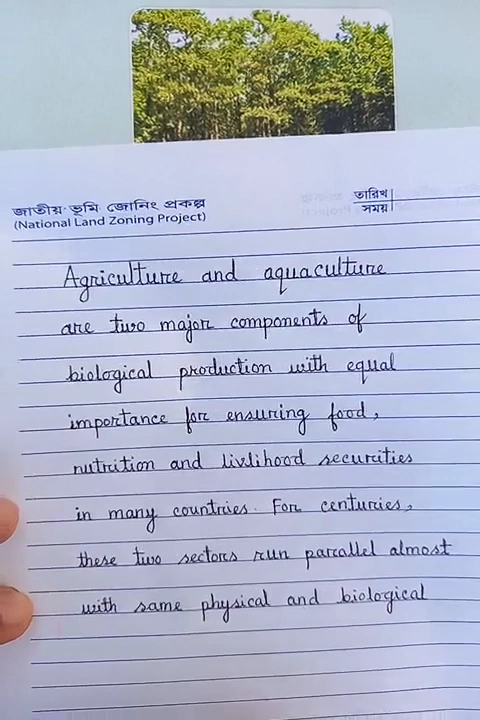 জাতীয় ভূমি জোনিং প্রকল্প
(National Land Zoning Project)
তারিখ
সময়
Agriculture and aquaculture
are two major components of
biological production with equal
importance for ensuring food,
nutrition and livlihood securities
in many countries. For centuries,
these two sectors run parallel almost
with same physical and biological